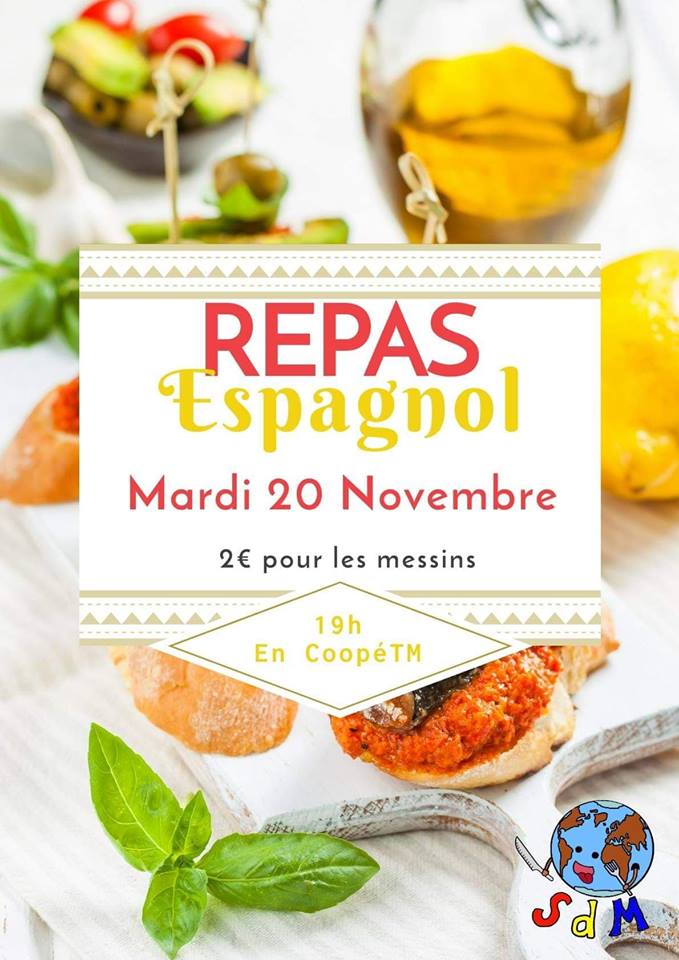 REPAS
Espagnol
Mardi 20 Novembre
2€ pour les messins
19h
En CoopéTM
SdM